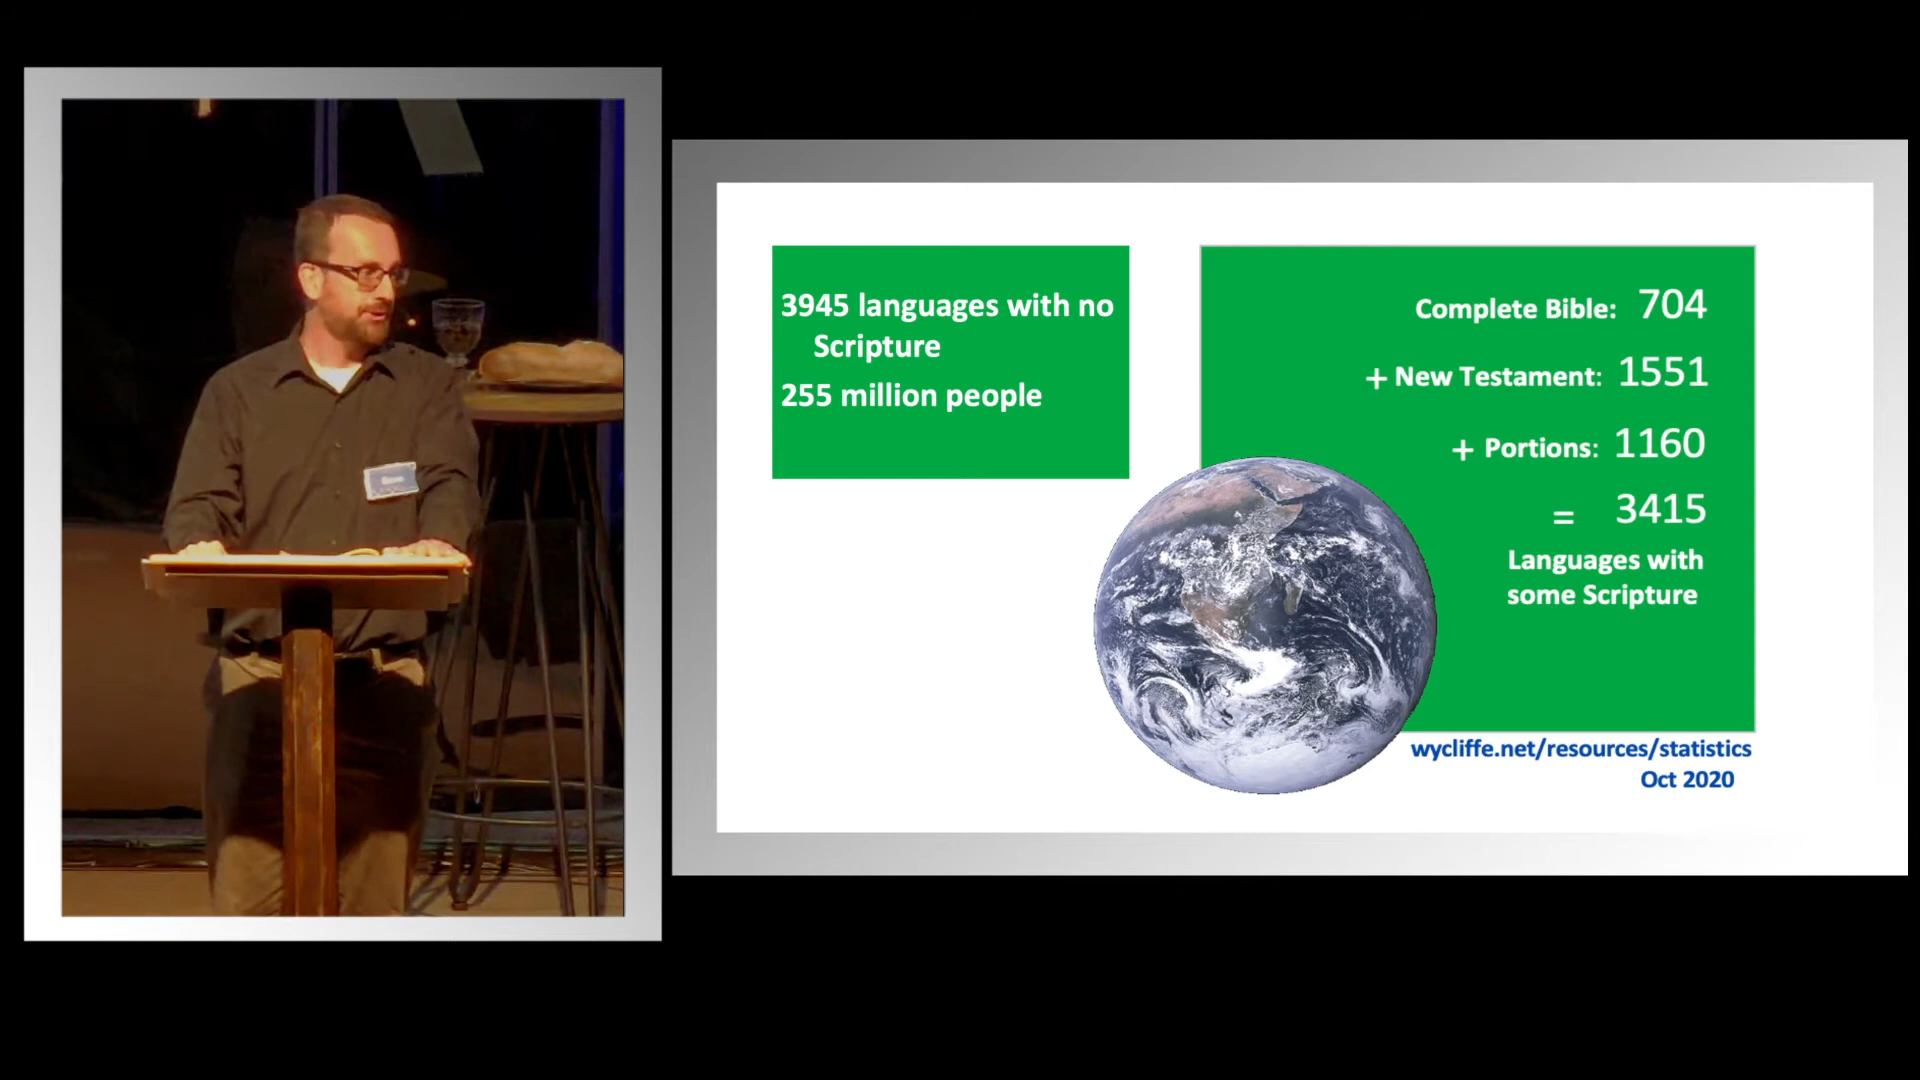 3945 languages with no
Scripture
255 million people
Complete Bible: 704
+ New Testament: 1551
+ Portions: 1160
= 3415
Languages with
some Scripture
wycliffe.net/resources/statistics
Oct 2020